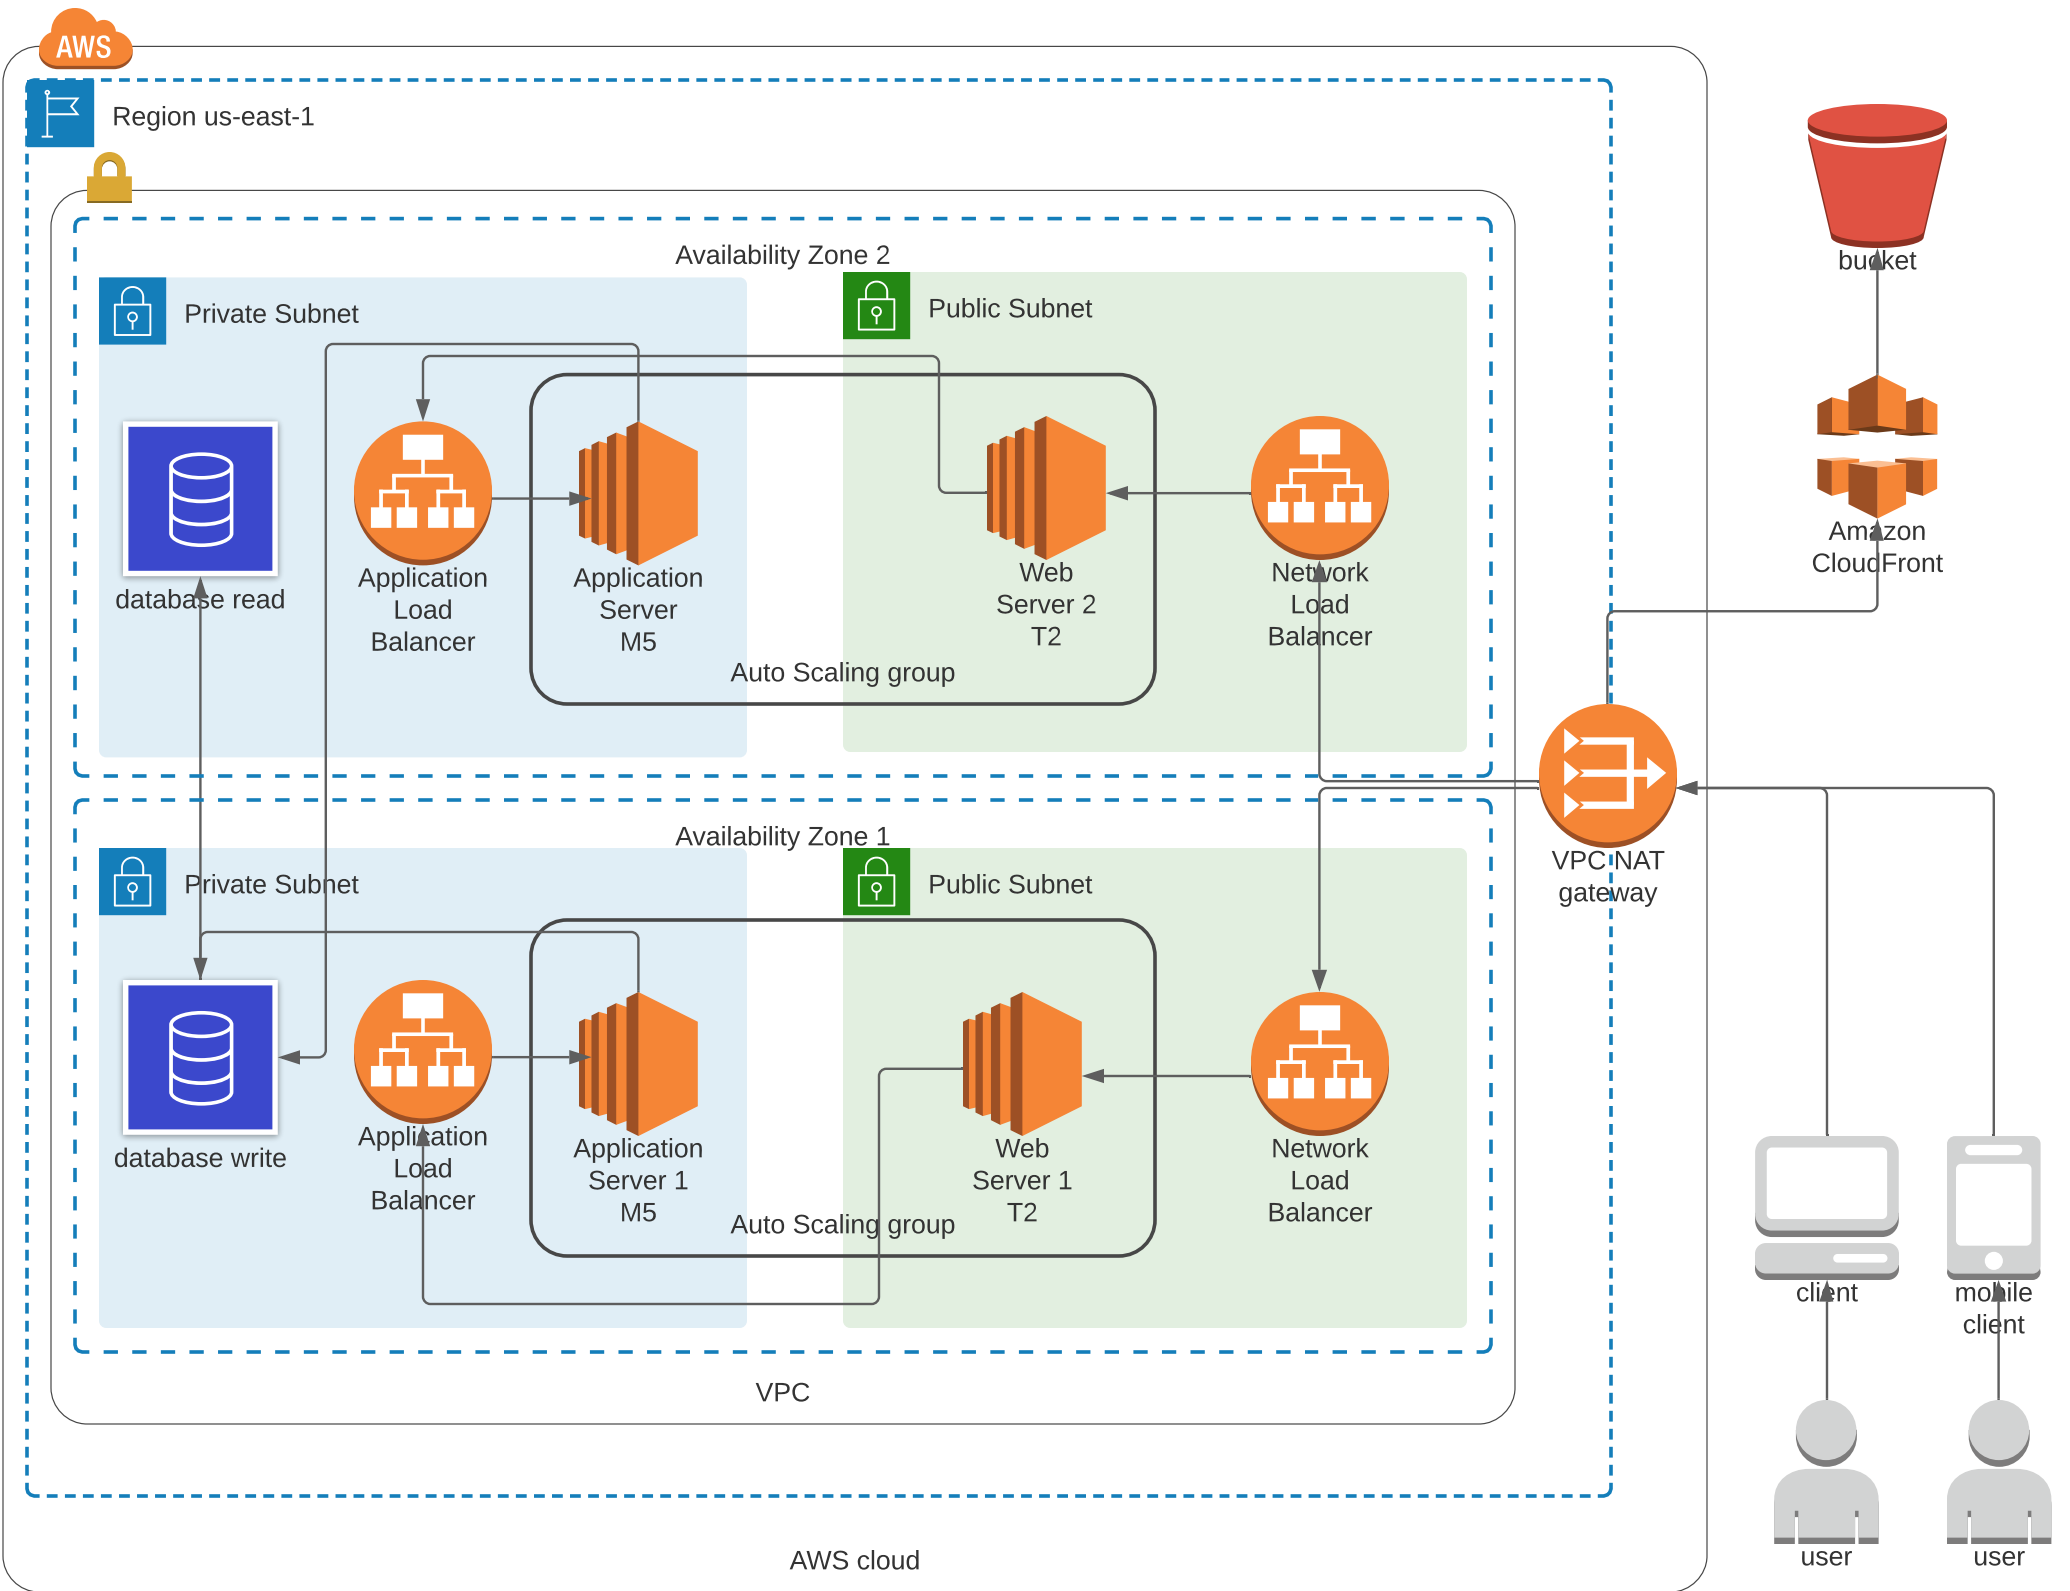 AWS
Region us-east-1
bucket
Availability Zone 2
Private Subnet
Public Subnet
Amazon
CloudFront
database read
Application
Load
Balancer
Application
Server
M5
Web
Server 2
T2
Network
Load
Balancer
Auto Scaling group
VPC NAT
gateway
Availability Zone 1
Private Subnet
Public Subnet
database write
Application
Load
Balancer
Application
Server 1
M5
Web
Server 1
T2
Network
Load
Balancer
Auto Scaling group
client
mobile
client
VPC
user
user
AWS cloud